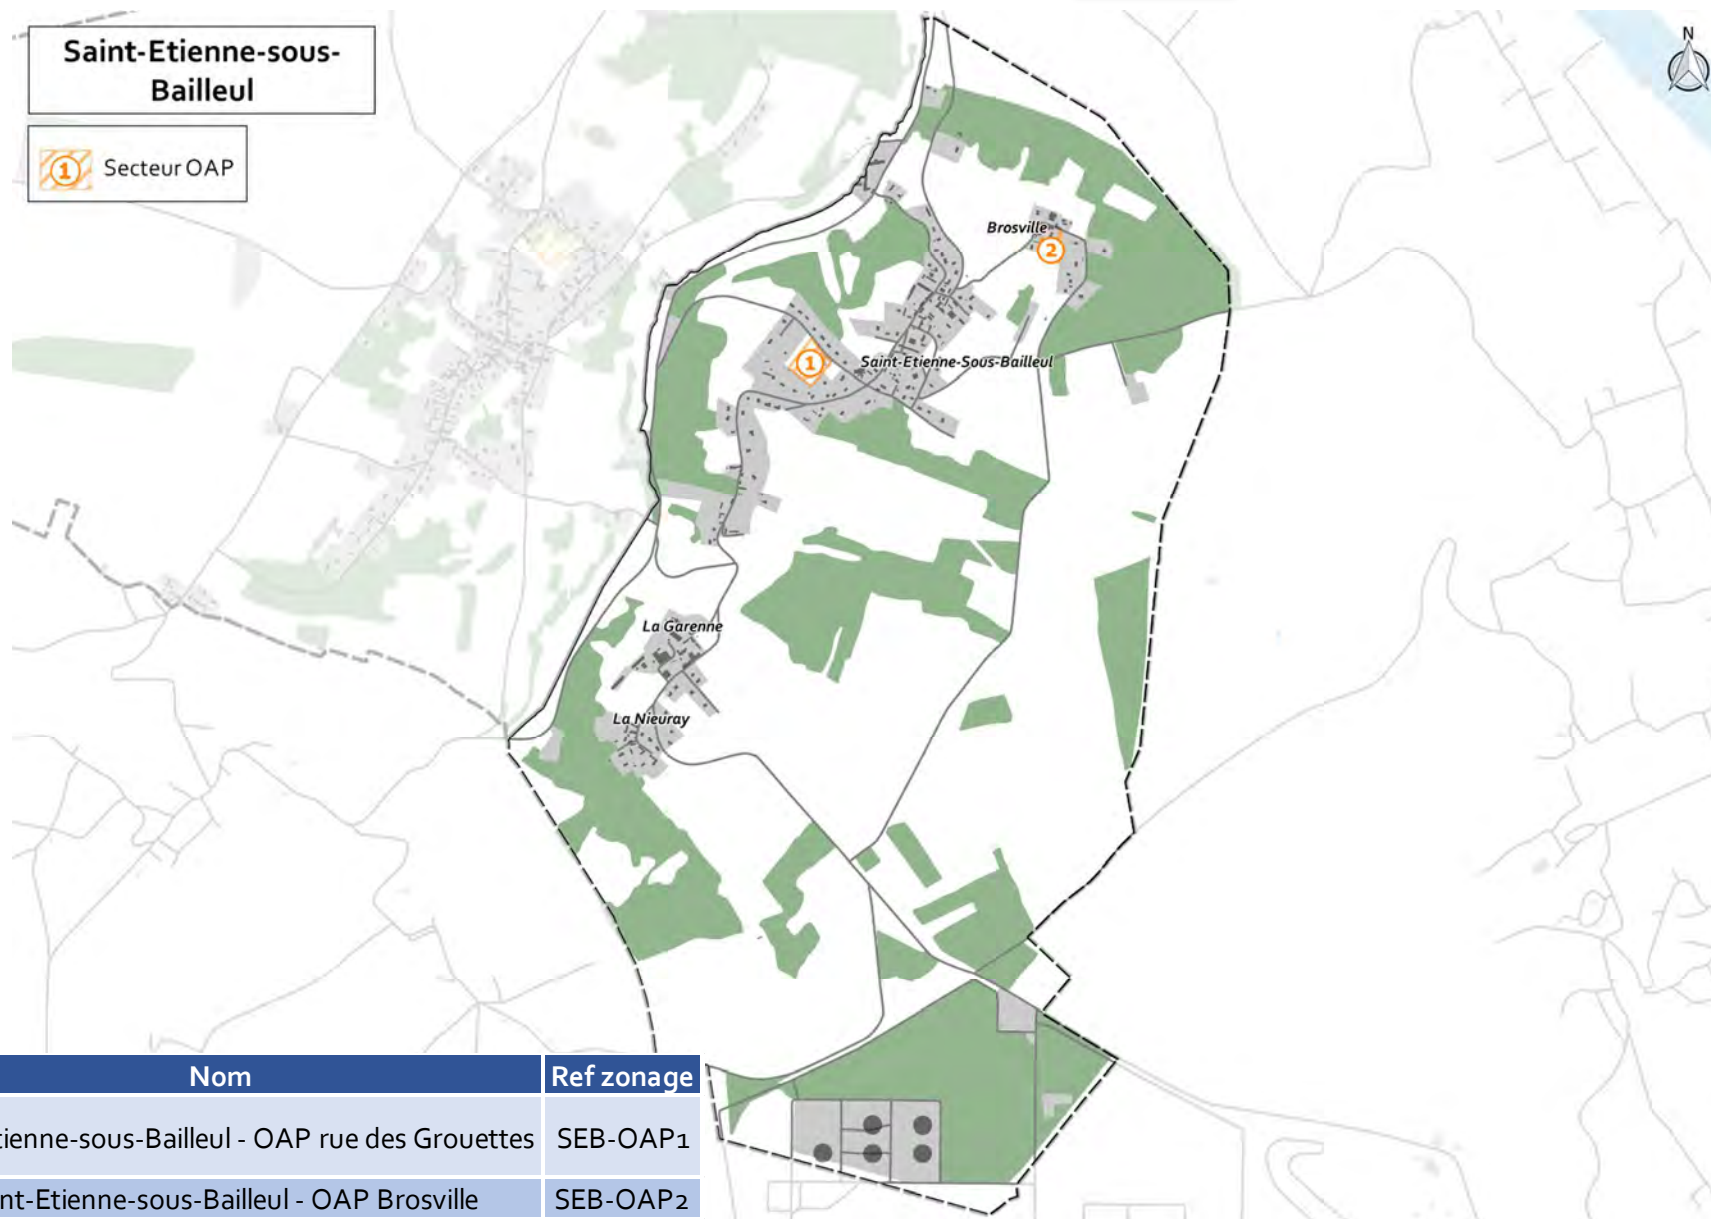 Saint-Etienne-sous-
Bailleul
N
1 Secteur OAP
Brosville
2
1
Saint-Etienne-Sous-Bailleul
La Garenne
La Nieuray
Nom Ref zonage
tienne-sous-Bailleul - OAP rue des Grouettes SEB-OAP1
nt-Etienne-sous-Bailleul - OAP Brosville SEB-OAP2